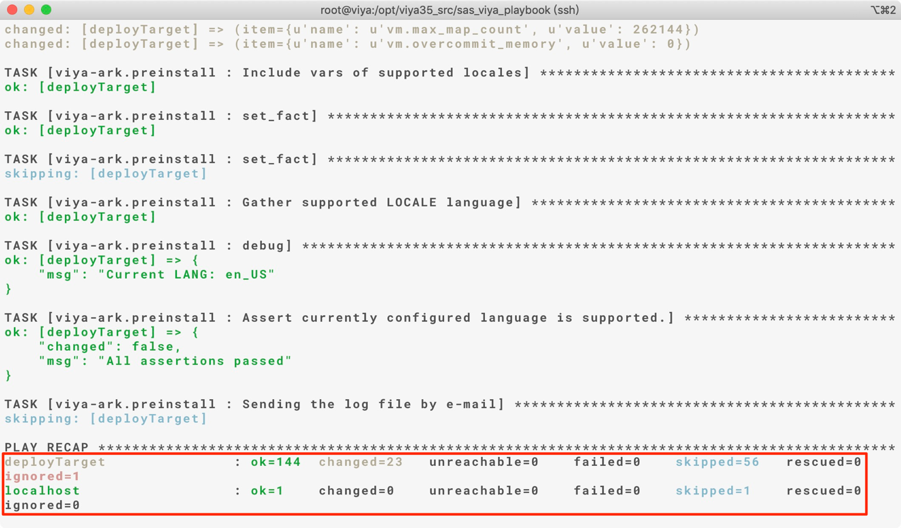 root@viya:/opt/viya35_src/sas_viya_playbook (ssh)
⌥⌘2
changed: [deployTarget] => (item={u'name': u'vm.max_map_count', u'value': 262144})
changed: [deployTarget] => (item={u'name': u'vm.overcommit_memory', u'value': 0})
TASK [viya-ark.preinstall : Include vars of supported locales] ******************************************
ok: [deployTarget]
TASK [viya-ark.preinstall : set_fact] *******************************************************************
ok: [deployTarget]
TASK [viya-ark.preinstall : set_fact] *******************************************************************
skipping: [deployTarget]
TASK [viya-ark.preinstall : Gather supported LOCALE language] *******************************************
ok: [deployTarget]
TASK [viya-ark.preinstall : debug] **********************************************************************
ok: [deployTarget] => {
    "msg": "Current LANG: en_US"
}
TASK [viya-ark.preinstall : Assert currently configured language is supported.] *************************
ok: [deployTarget] => {
    "changed": false,
    "msg": "All assertions passed"
}
TASK [viya-ark.preinstall : Sending the log file by e-mail] *********************************************
skipping: [deployTarget]
PLAY RECAP **********************************************************************************************
deployTarget               : ok=144  changed=23   unreachable=0    failed=0    skipped=56   rescued=0
ignored=1
localhost                  : ok=1    changed=0    unreachable=0    failed=0    skipped=1    rescued=0
ignored=0